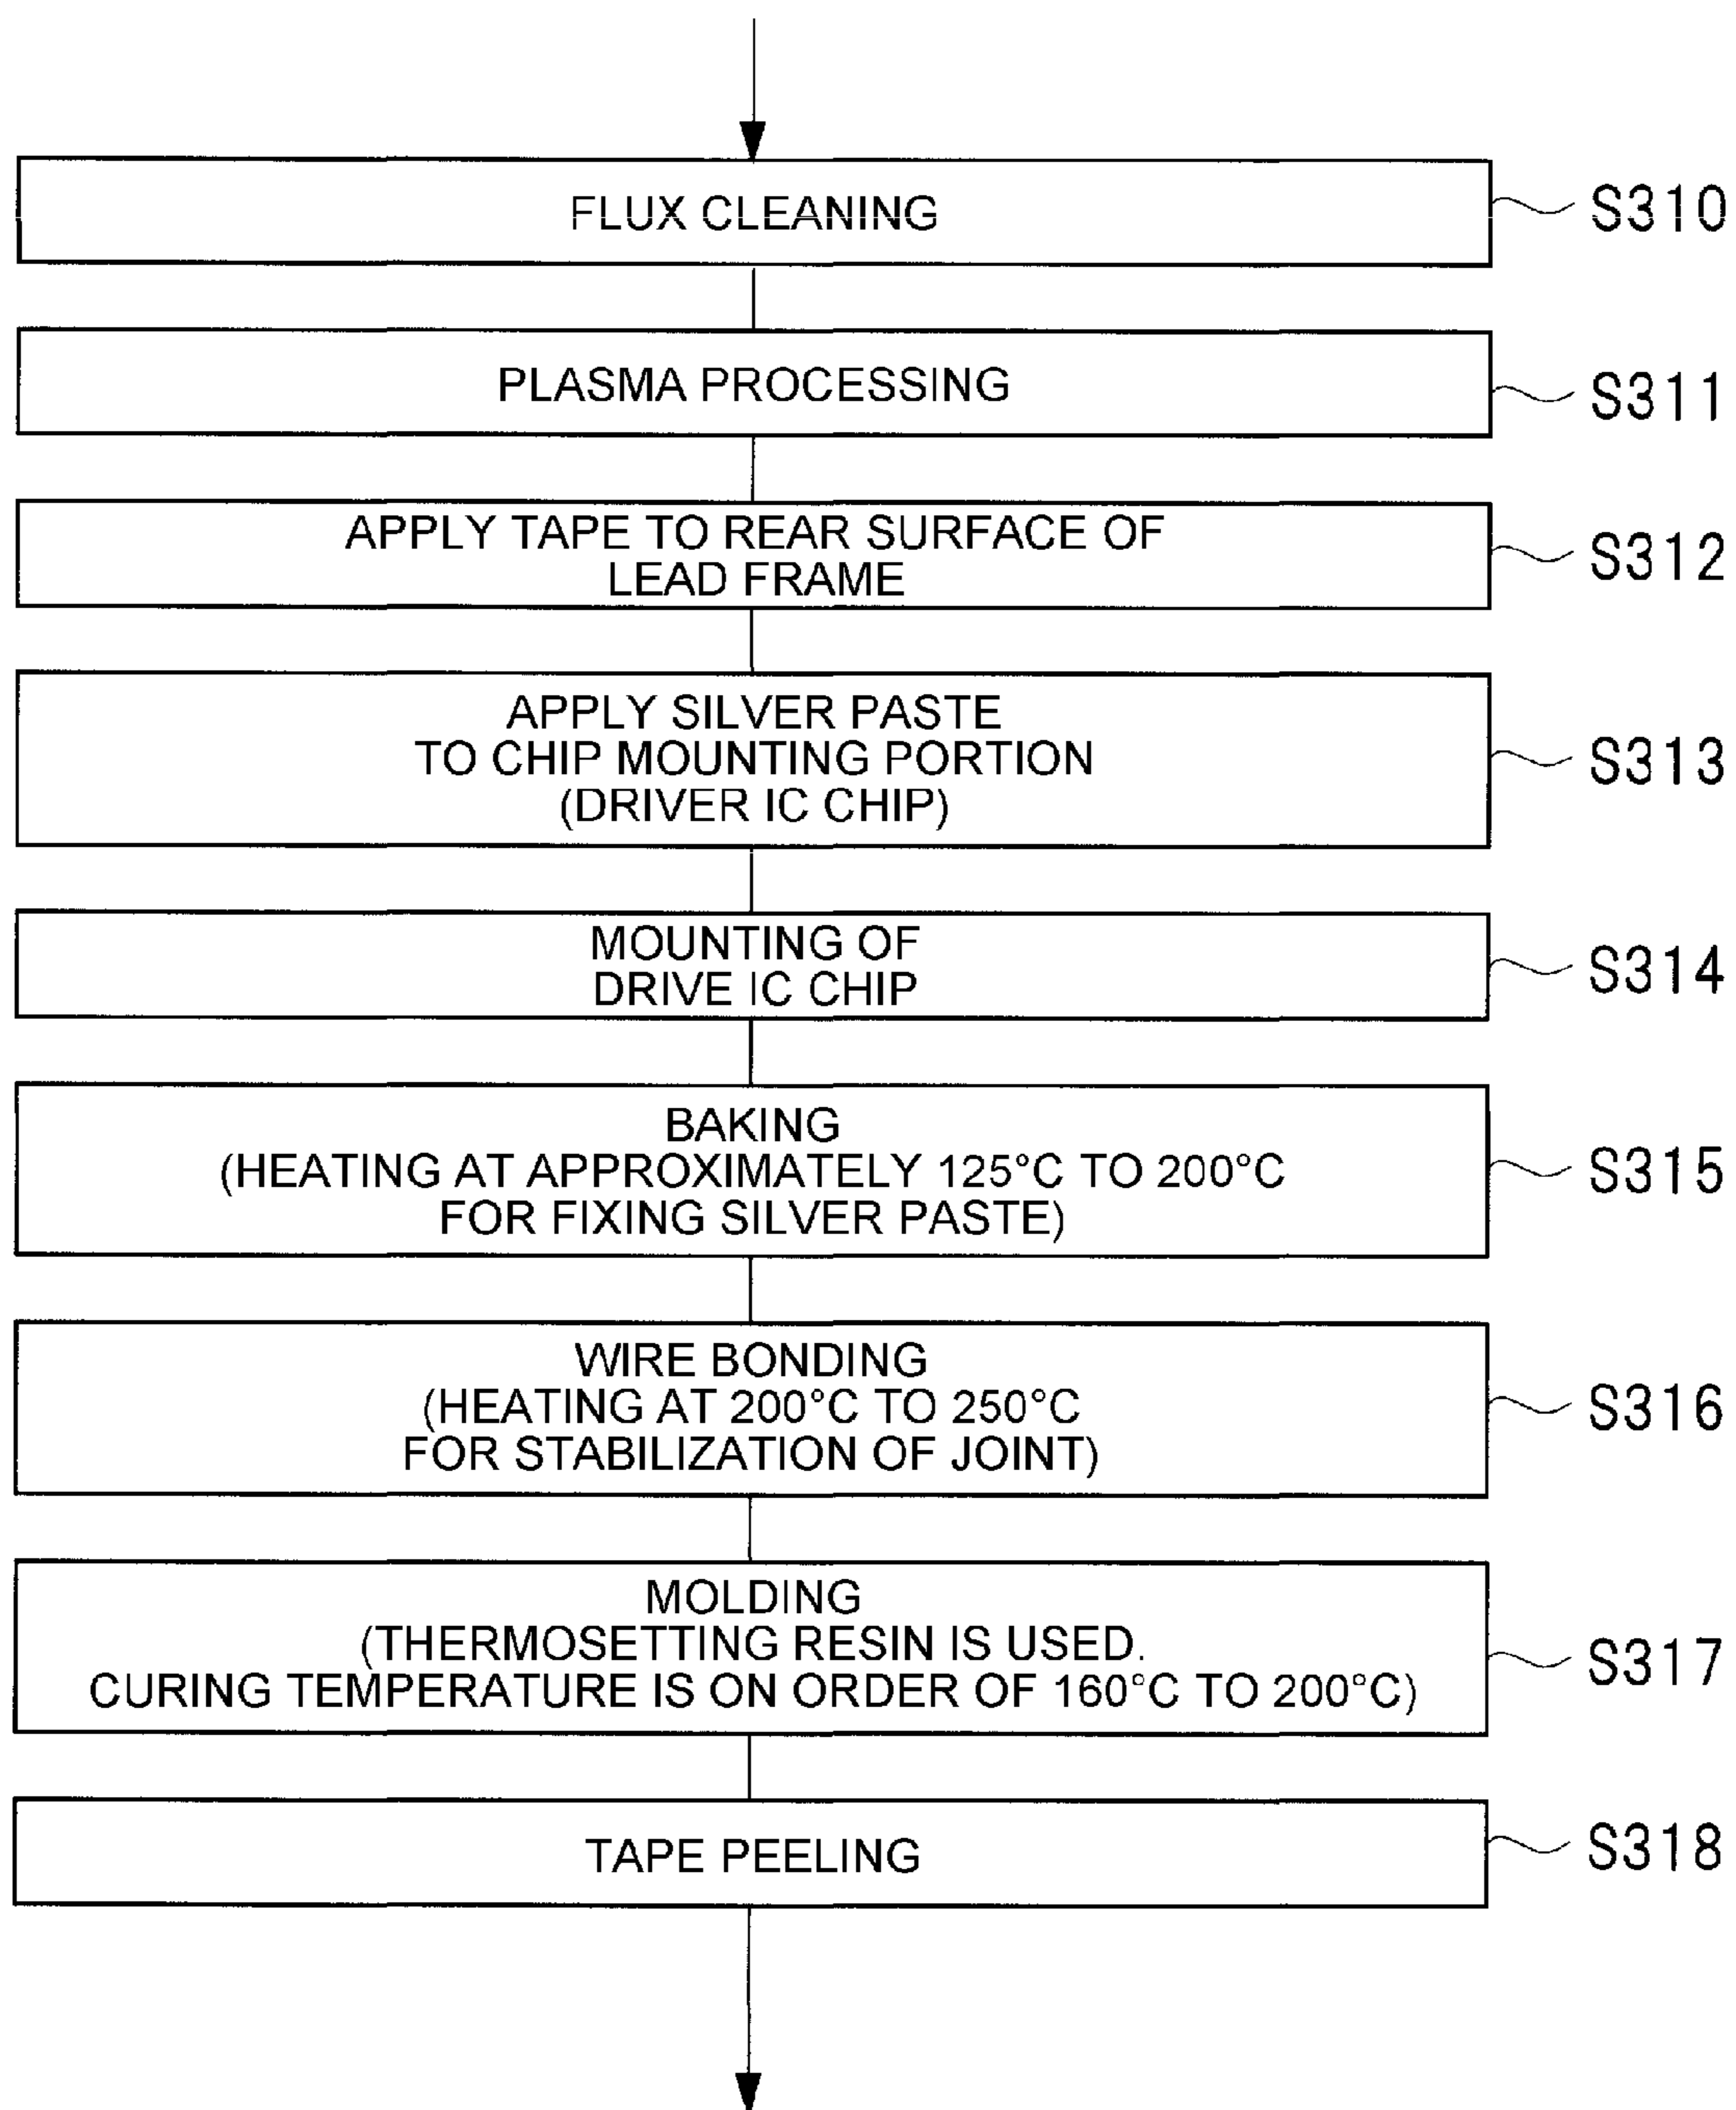 FLUX CLEANING
S310
PLASMA PROCESSING
S311
APPLY TAPE TO REAR SURFACE OF
LEAD FRAME
S312
APPLY SILVER PASTE
TO CHIP MOUNTING PORTION
(DRIVER IC CHIP)
S313
MOUNTING OF
DRIVE IC CHIP
S314
BAKING
(HEATING AT APPROXIMATELY 125°C TO 200°C
FOR FIXING SILVER PASTE)
S315
WIRE BONDING
(HEATING AT 200°C TO 250°C
FOR STABILIZATION OF JOINT)
S316
MOLDING
(THERMOSETTING RESIN IS USED.
CURING TEMPERATURE IS ON ORDER OF 160°C TO 200°C)
S317
TAPE PEELING
S318